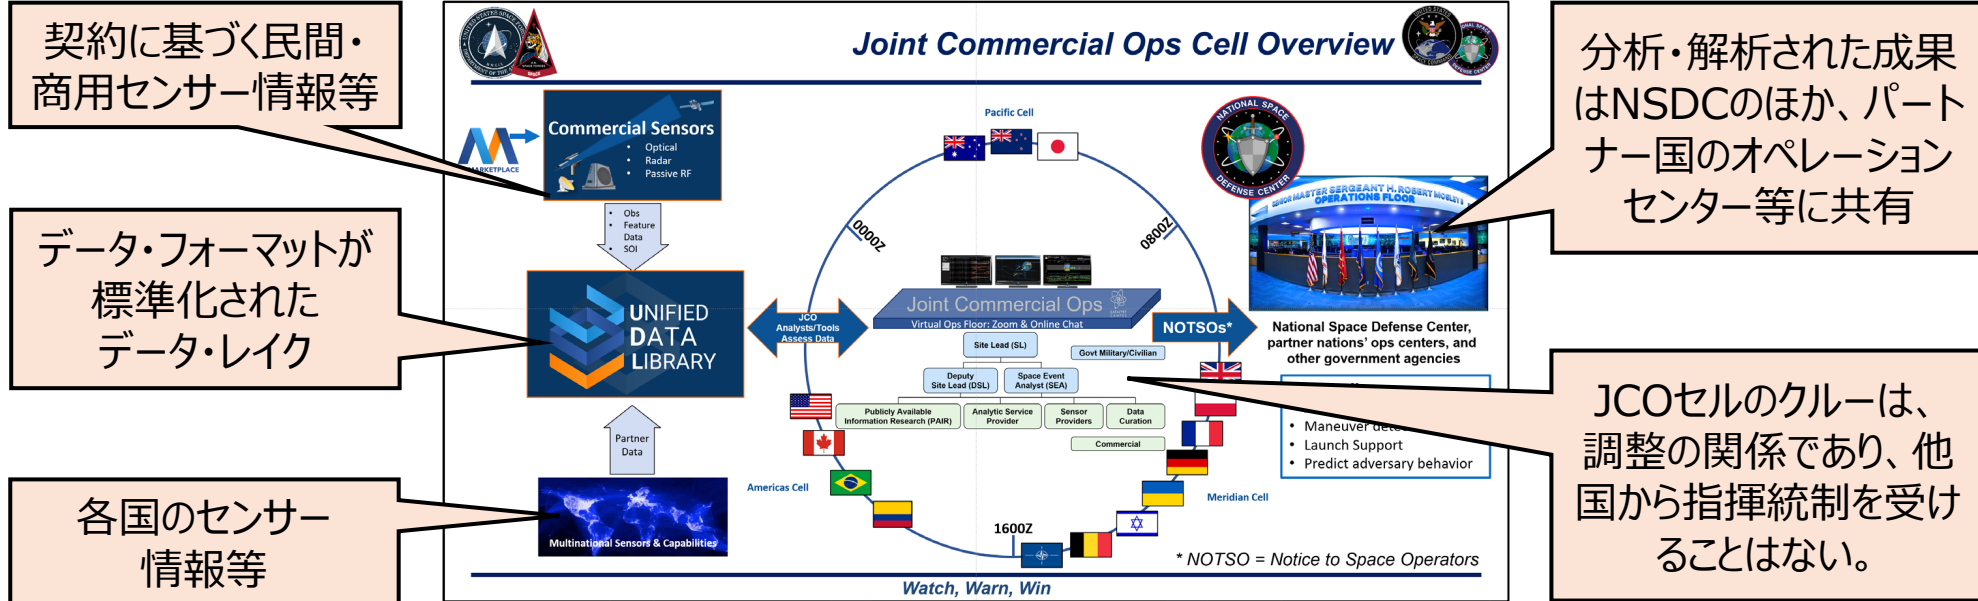 契約に基づく民間・
商用センサー情報等
データ・フォーマットが
標準化された
データ・レイク
各国のセンサー
情報等
Joint Commercial Ops Cell Overview
MARKETPLACE
Commercial Sensors
• Optical
• Radar
• Passive RF
• Obs
• Feature
Data
• SOI
UNIFIED
DATA
LIBRARY
Partner
Data
Multinational Sensors & Capabilities
JCO
Analysts/Tools
Assess Data
Pacific Cell
0000Z
0800Z
1600Z
Joint Commercial Ops
Virtual Ops Floor: Zoom & Online Chat
Site Lead (SL)
Govt Military/Civilian
Deputy
Site Lead (DSL)
Space Event
Analyst (SEA)
Publicly Available
Information Research (PAIR)
Analytic Service
Provider
Sensor
Providers
Data
Curation
Commercial
Americas Cell
Meridian Cell
NOTSOs*
NATIONAL SPACE
DEFENSE CENTER
SENIOR MASTER SERGEANT H. ROBERT MOSLEY II
OPERATIONS FLOOR
National Space Defense Center,
partner nations' ops centers, and
other government agencies
• Maneuver
• Launch Support
• Predict adversary behavior
* NOTSO = Notice to Space Operators
Watch, Warn, Win
分析・解析された成果
はNSDCのほか、パート
ナー国のオペレーション
センター等に共有
JCOセルのクルーは、
調整の関係であり、他
国から指揮統制を受け
ることはない。